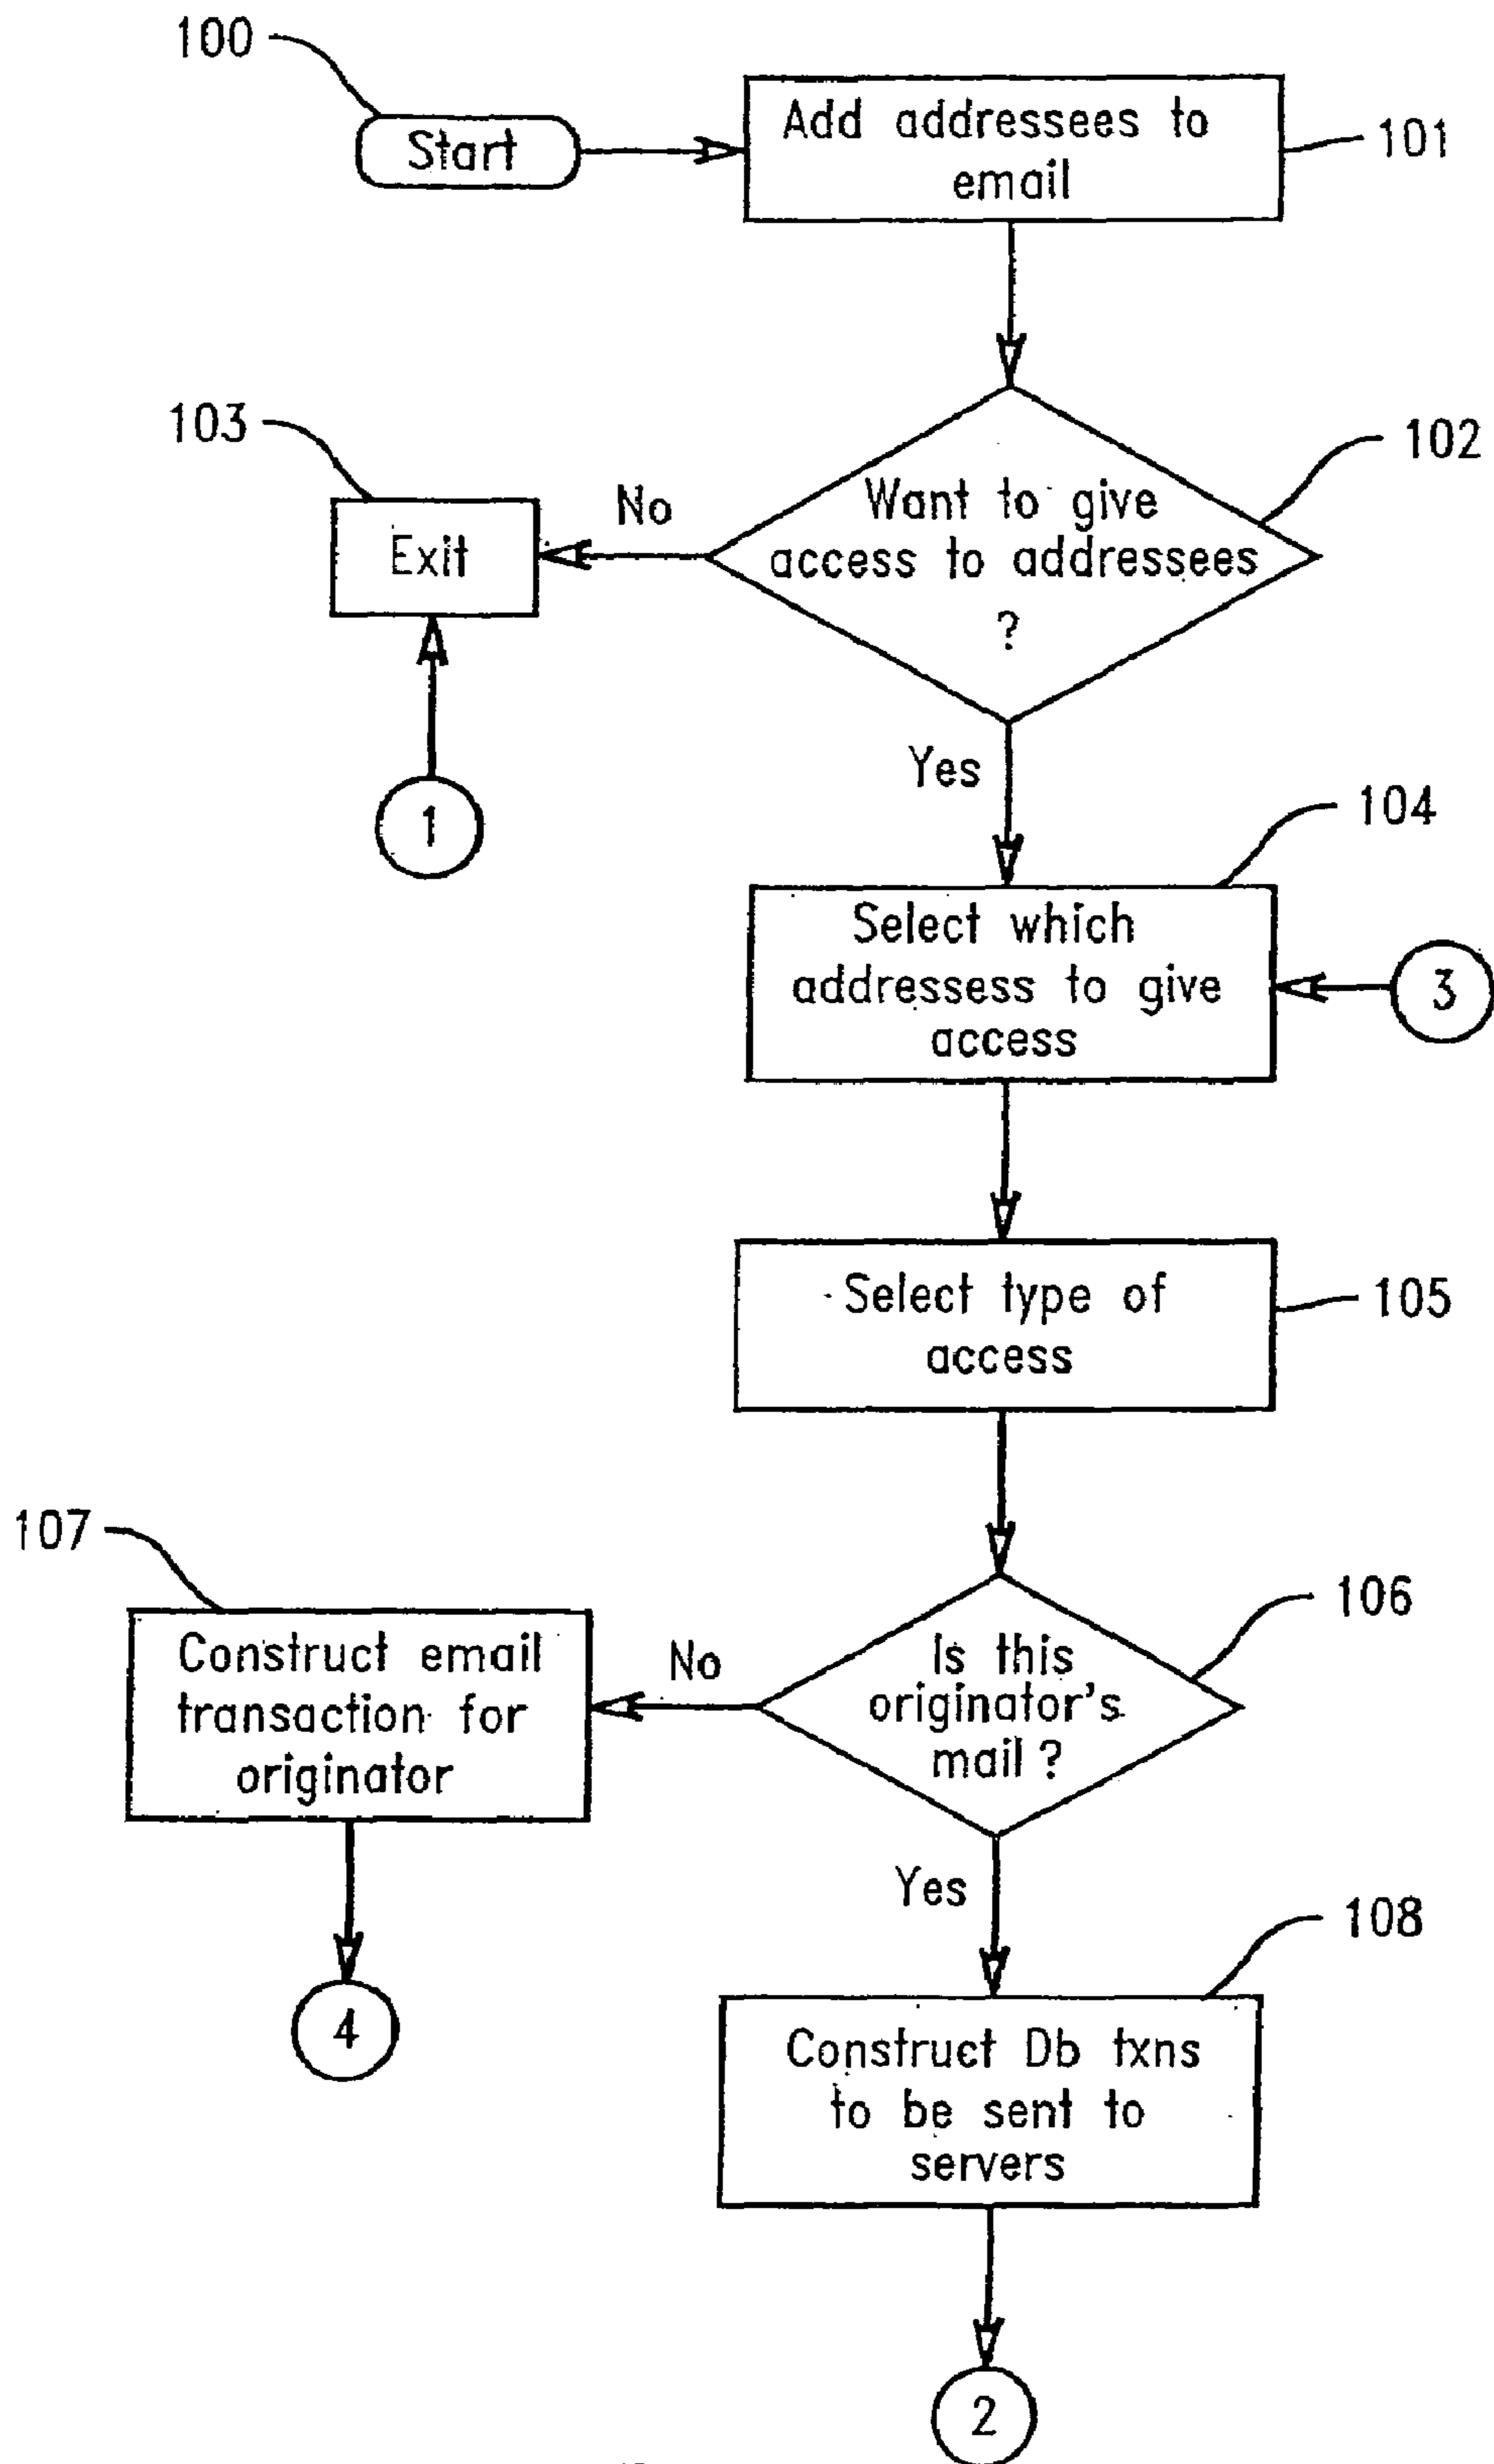 100
Start
Add addressees to
email
101
103
Exit
No
Want to give
access to addressees
?
102
1
Yes
104
Select which
addressess to give
access
3
Select type of
access
105
107
Construct email
transaction for
originator
No
Is this
originator's
mail?
106
4
Yes
108
Construct Db txns
to be sent to
servers
2